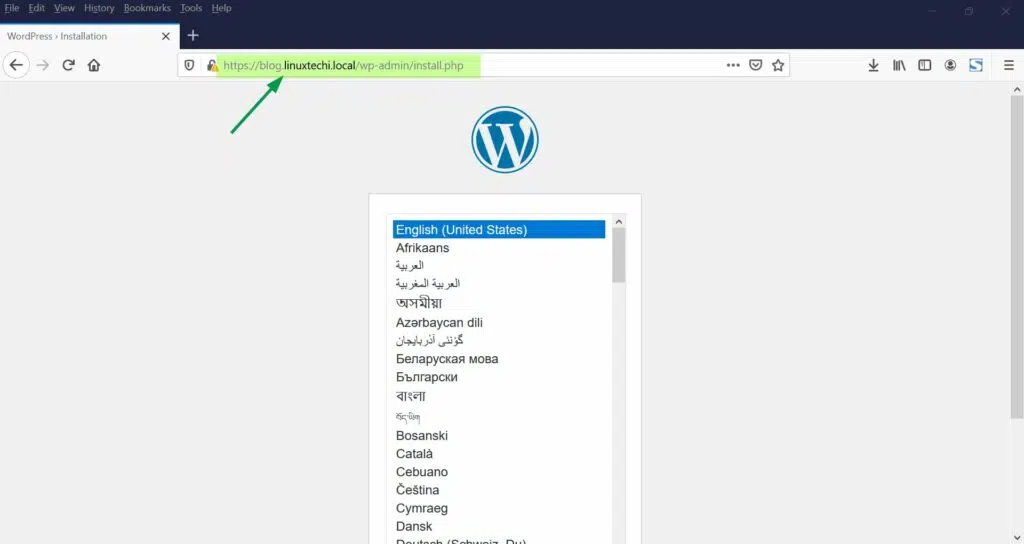 File Edit View History Bookmarks Tools Help
WordPress › Installation
https://blog.linuxtechi.local/wp-admin/install.php
English (United States)
Afrikaans
العربية
العربية المغربية
অসমীয়া
Azərbaycan dili
گؤنئی آذربایجان
Беларуская мова
Български
বাংলা
བོད་ཡིག
Bosanski
Català
Cebuano
Čeština
Cymraeg
Dansk
Deutsch (Schweiz, Du)